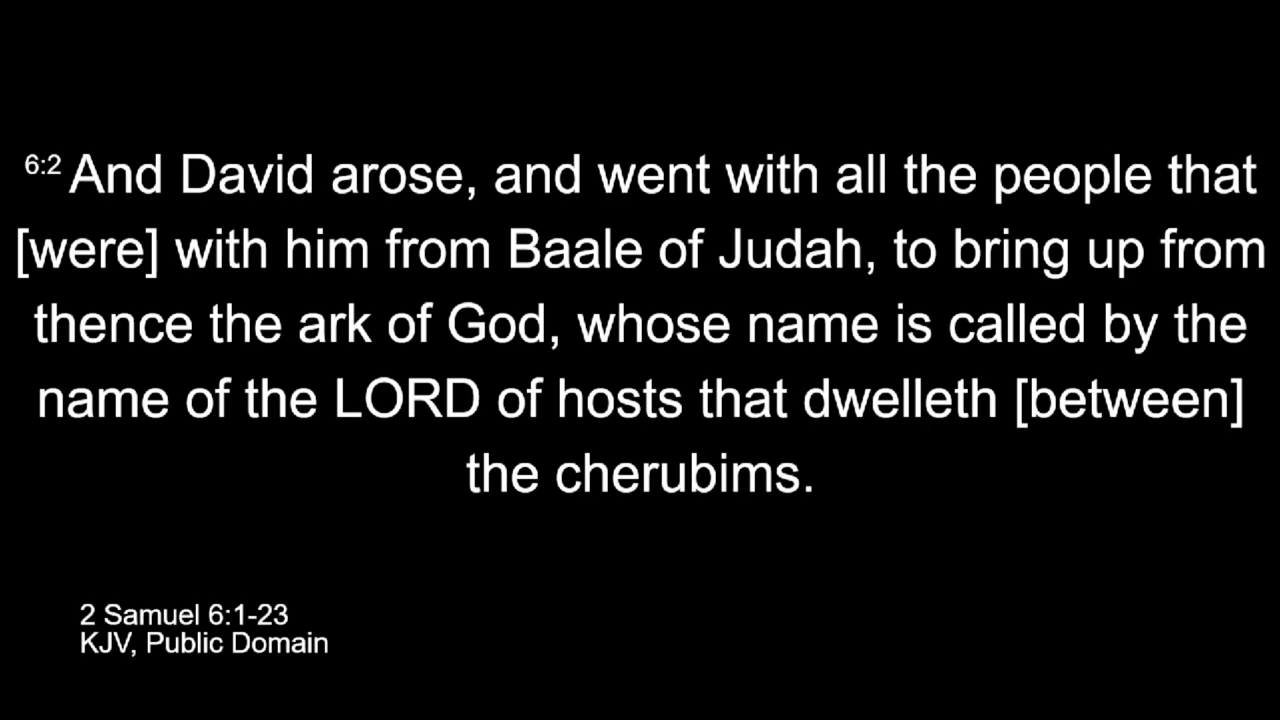 6:2 And David arose, and went with all the people that
[were] with him from Baale of Judah, to bring up from
thence the ark of God, whose name is called by the
name of the LORD of hosts that dwelleth [between]
the cherubims.
2 Samuel 6:1-23
KJV, Public Domain